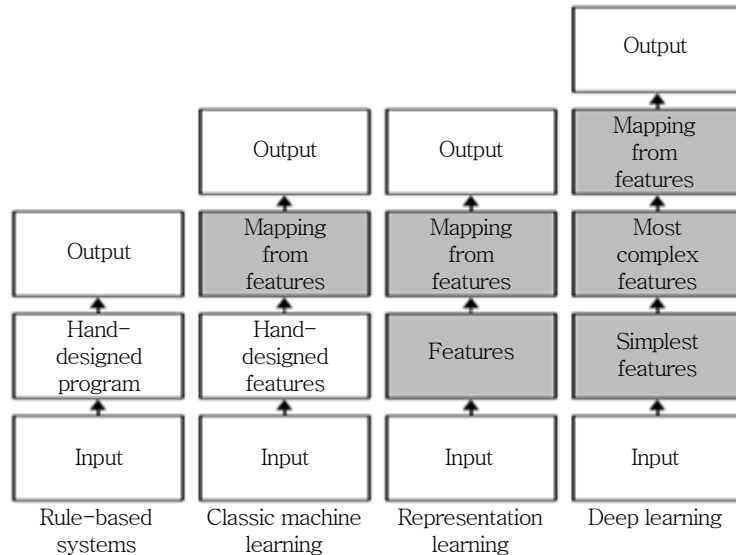 Output
Mapping
from
features
Most
complex
features
Simplest
features
Input
Deep learning
Output
Mapping
from
features
Features
Input
Representation
learning
Output
Mapping
from
features
Hand-
designed
features
Input
Classic machine
learning
Output
Hand-
designed
program
Input
Rule-based
systems